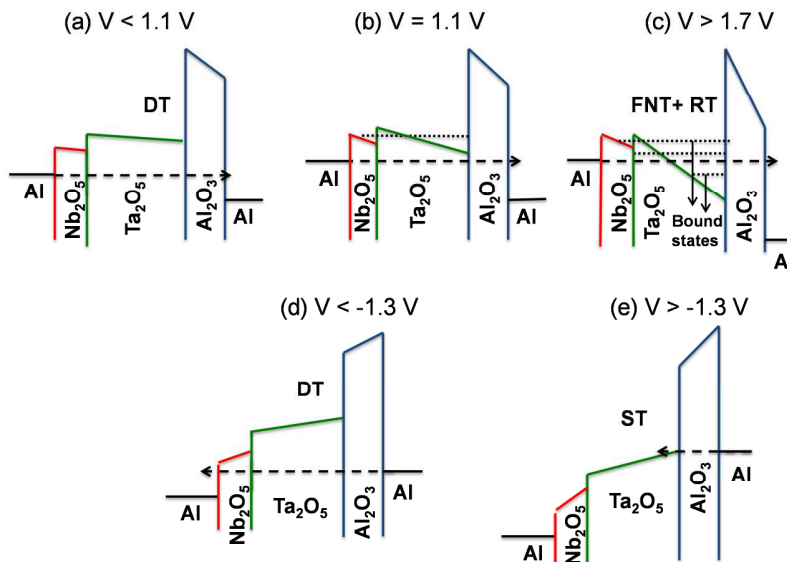 (a) V < 1.1 V
DT
Al
Nb₂O₅
Ta₂O₅
Al₂O₃
Al
(b) V = 1.1 V
Al
Nb₂O₅
Ta₂O₅
Al₂O₃
Al
(c) V > 1.7 V
FNT+ RT
Al
Nb₂O₅
Ta₂O₅
Bound
states
Al₂O₃
A
(d) V < -1.3 V
DT
Al
Nb₂O₅
Ta₂O₅
Al₂O₃
Al
(e) V > -1.3 V
ST
Al
Nb₂O₅
Ta₂O₅
Al₂O₃
Al